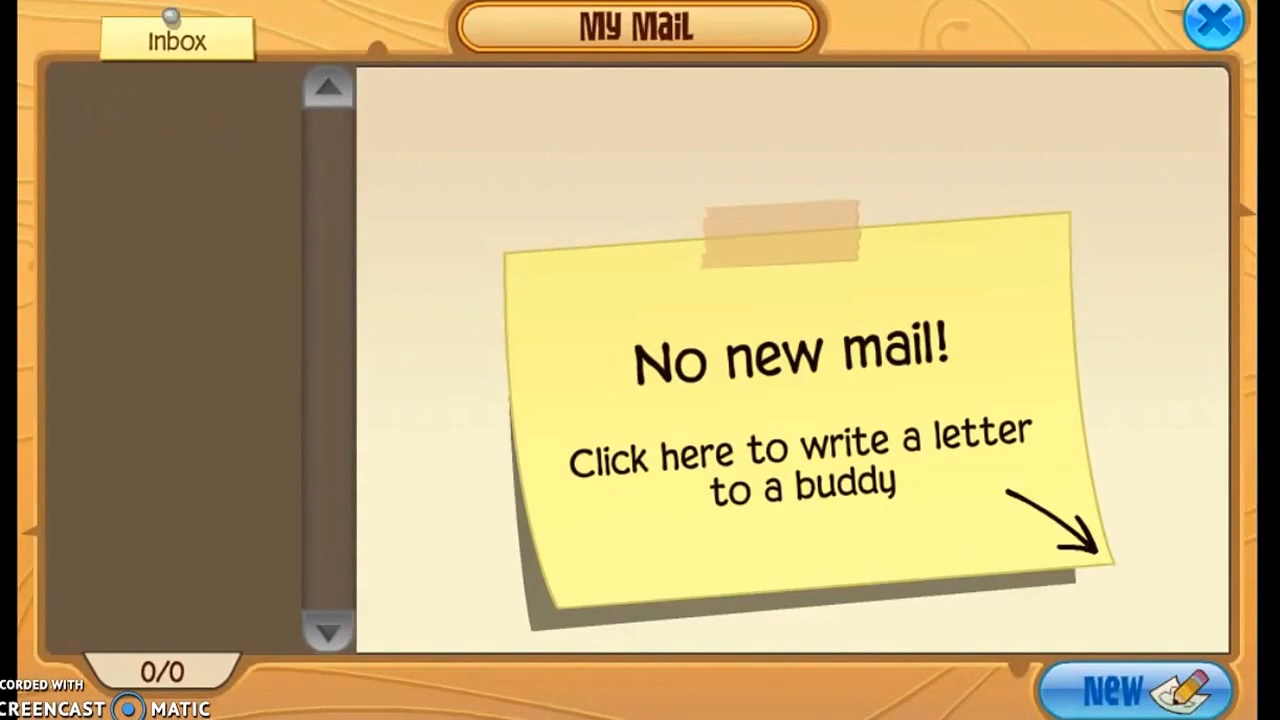 Inbox
My Mail
No new mail!
Click here to write a letter
to a buddy
0/0
New
CORDED WITH
CREENCAST MATIC